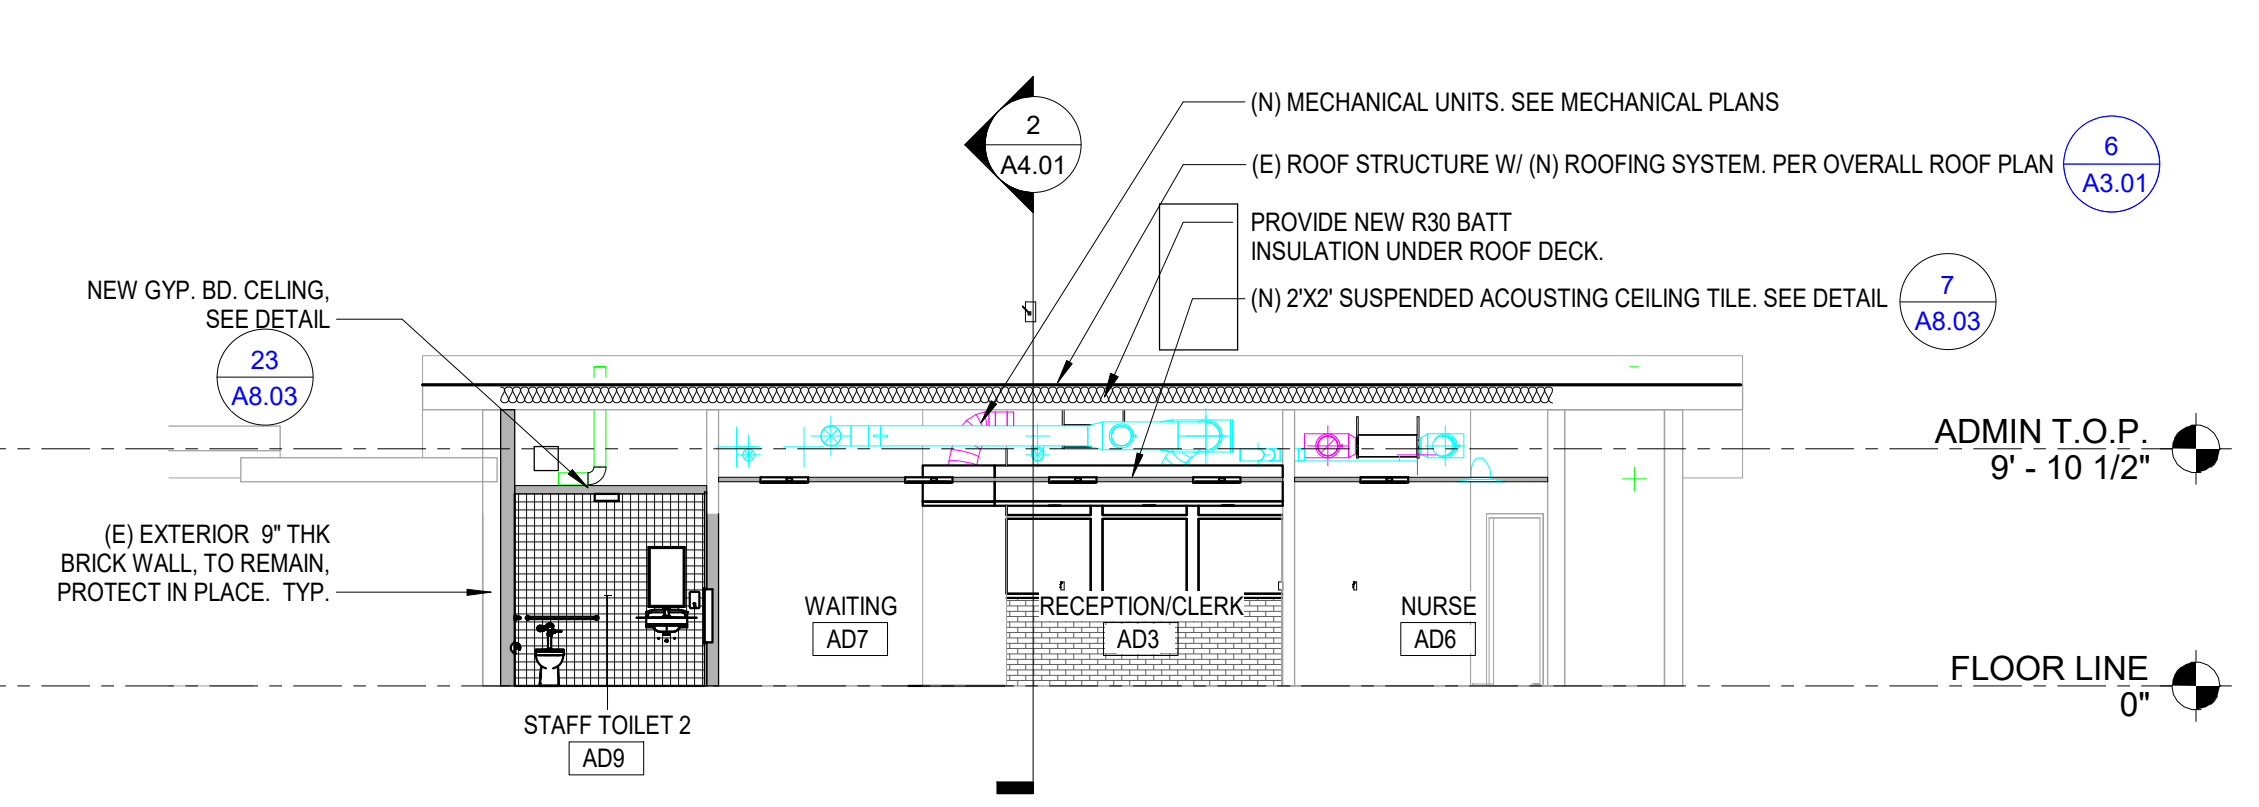 2
A4.01
(N) MECHANICAL UNITS. SEE MECHANICAL PLANS
(E) ROOF STRUCTURE W/ (N) ROOFING SYSTEM. PER OVERALL ROOF PLAN
6
A3.01
PROVIDE NEW R30 BATT
INSULATION UNDER ROOF DECK.
(N) 2'X2' SUSPENDED ACOUSTING CEILING TILE. SEE DETAIL
7
A8.03
NEW GYP. BD. CELING,
SEE DETAIL
23
A8.03
ADMIN T.O.P.
9' - 10 1/2"
(E) EXTERIOR  9" THK
BRICK WALL, TO REMAIN,
PROTECT IN PLACE.  TYP.
WAITING
AD7
RECEPTION/CLERK
AD3
NURSE
AD6
FLOOR LINE
0"
STAFF TOILET 2
AD9